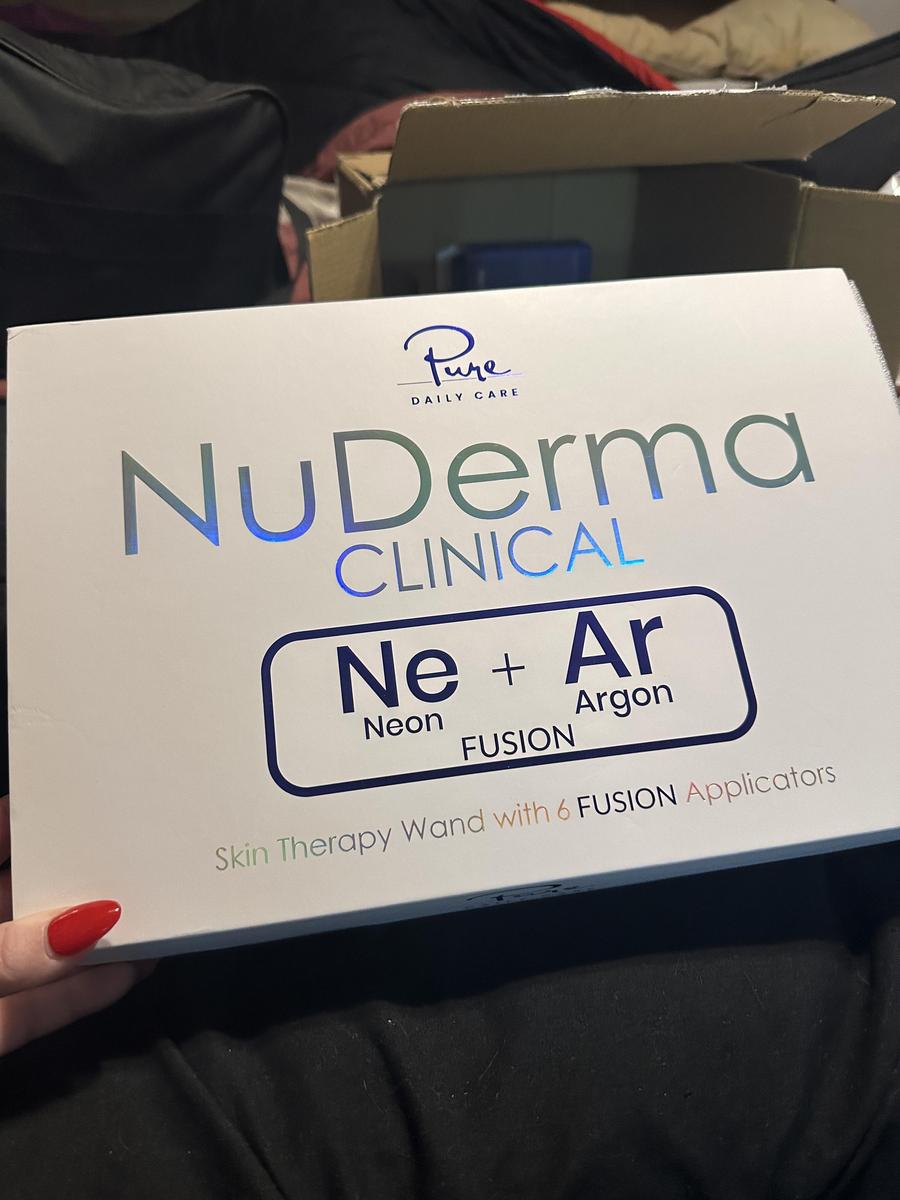 Pure
DAILY CARE
NuDerma
CLINICAL
Ne + Ar
Neon Argon
FUSION
Skin Therapy Wand with 6 FUSION Applicators